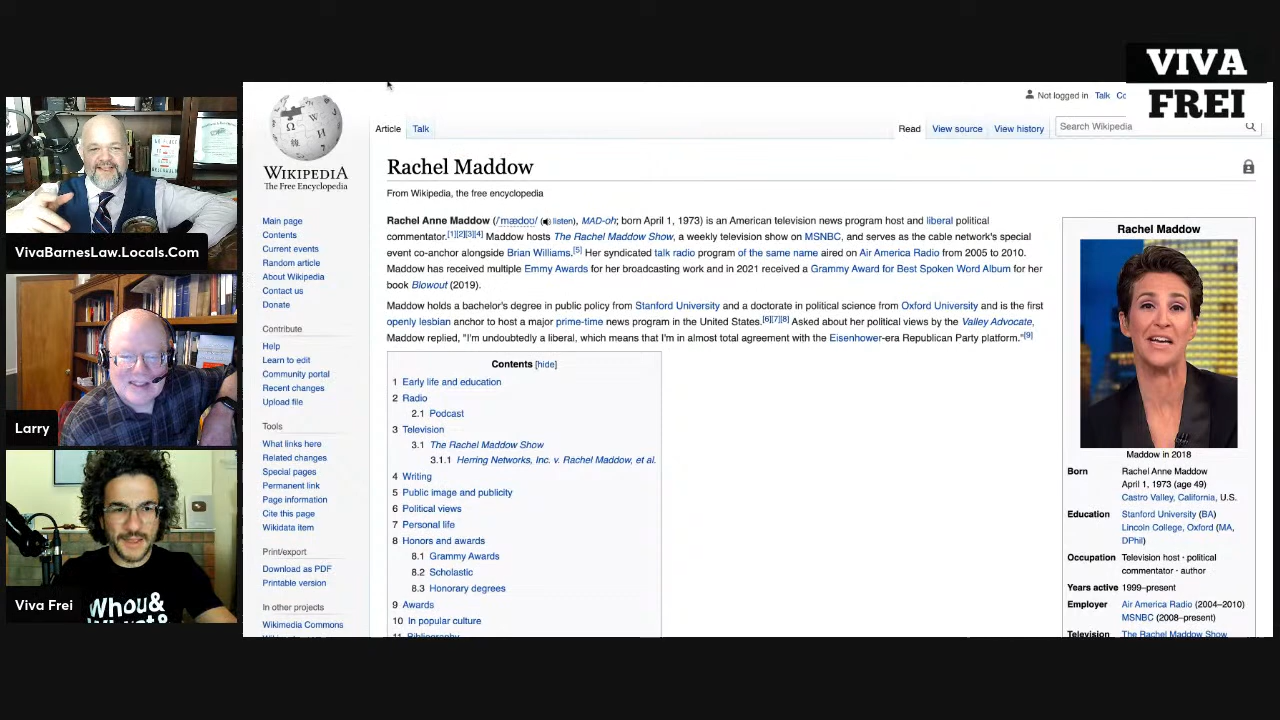 VIVA
FREI
VivaBarnesLaw.Locals.Com
Larry
Viva Frei
Whou&
WIKIPEDIA
The Free Encyclopedia
Main page
Contents
Current events
Random article
About Wikipedia
Contact us
Donate
Contribute
Help
Learn to edit
Community portal
Recent changes
Upload file
Tools
What links here
Related changes
Special pages
Permanent link
Page information
Cite this page
Wikidata item
Print/export
Download as PDF
Printable version
In other projects
Wikimedia Commons
Not logged in Talk Co
Article Talk
Read View source View history
Search Wikipedia
Rachel Maddow
From Wikipedia, the free encyclopedia
Rachel Anne Maddow (/ˈmædoʊ/ (listen), MAD-oh; born April 1, 1973) is an American television news program host and liberal political
commentator.[1][2][3][4] Maddow hosts The Rachel Maddow Show, a weekly television show on MSNBC, and serves as the cable network's special
event co-anchor alongside Brian Williams.[5] Her syndicated talk radio program of the same name aired on Air America Radio from 2005 to 2010.
Maddow has received multiple Emmy Awards for her broadcasting work and in 2021 received a Grammy Award for Best Spoken Word Album for her
book Blowout (2019).
Maddow holds a bachelor's degree in public policy from Stanford University and a doctorate in political science from Oxford University and is the first
openly lesbian anchor to host a major prime-time news program in the United States.[6][7][8] Asked about her political views by the Valley Advocate,
Maddow replied, "I'm undoubtedly a liberal, which means that I'm in almost total agreement with the Eisenhower-era Republican Party platform."[9]
Contents [hide]
1 Early life and education
2 Radio
2.1 Podcast
3 Television
3.1 The Rachel Maddow Show
3.1.1 Herring Networks, Inc. v. Rachel Maddow, et al.
4 Writing
5 Public image and publicity
6 Political views
7 Personal life
8 Honors and awards
8.1 Grammy Awards
8.2 Scholastic
8.3 Honorary degrees
9 Awards
10 In popular culture
11 Bibliography
Rachel Maddow
Maddow in 2018
Born Rachel Anne Maddow
April 1, 1973 (age 49)
Castro Valley, California, U.S.
Education Stanford University (BA)
Lincoln College, Oxford (MA,
DPhil)
Occupation Television host · political
commentator · author
Years active 1999–present
Employer Air America Radio (2004–2010)
MSNBC (2008–present)
Television The Rachel Maddow Show